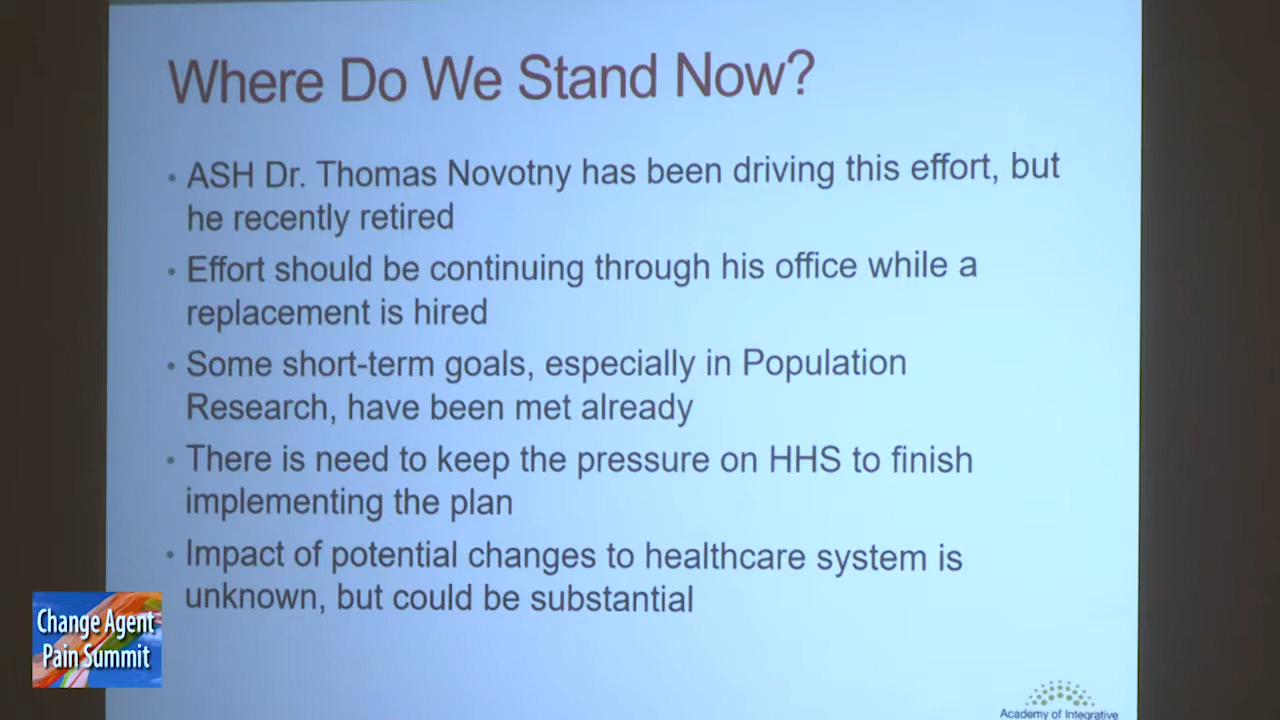 Where Do We Stand Now?
• ASH Dr. Thomas Novotny has been driving this effort, but
he recently retired
• Effort should be continuing through his office while a
replacement is hired
• Some short-term goals, especially in Population
Research, have been met already
• There is need to keep the pressure on HHS to finish
implementing the plan
• Impact of potential changes to healthcare system is
unknown, but could be substantial
Change Agent
Pain Summit
Academy of Integrative